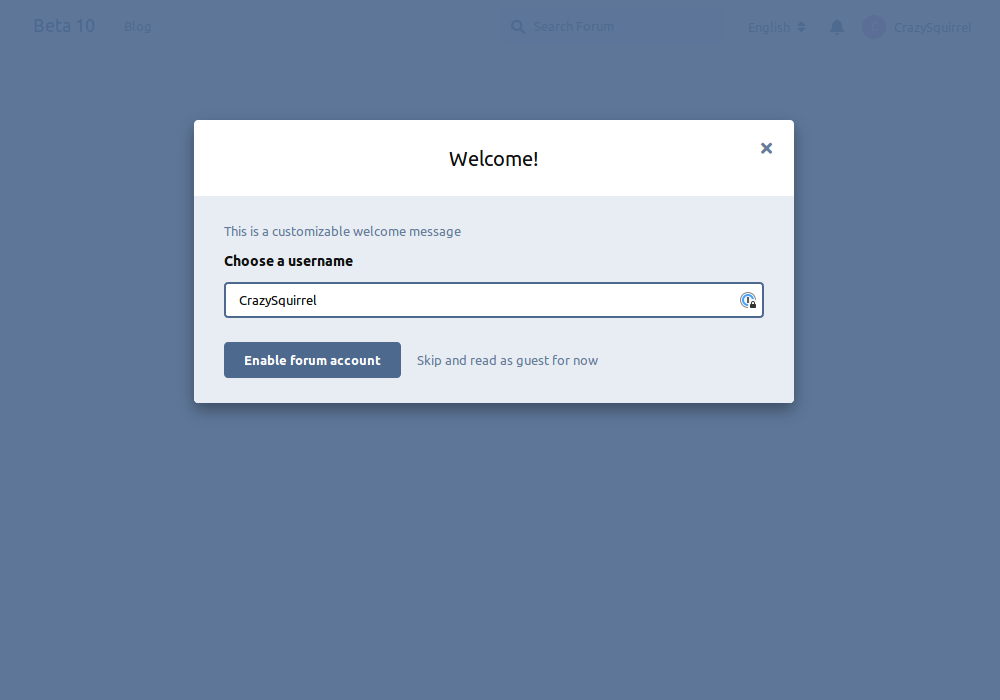 Beta 10 Blog Search Forum English CrazySquirrel
Welcome!
This is a customizable welcome message
Choose a username
CrazySquirrel
Enable forum account Skip and read as guest for now